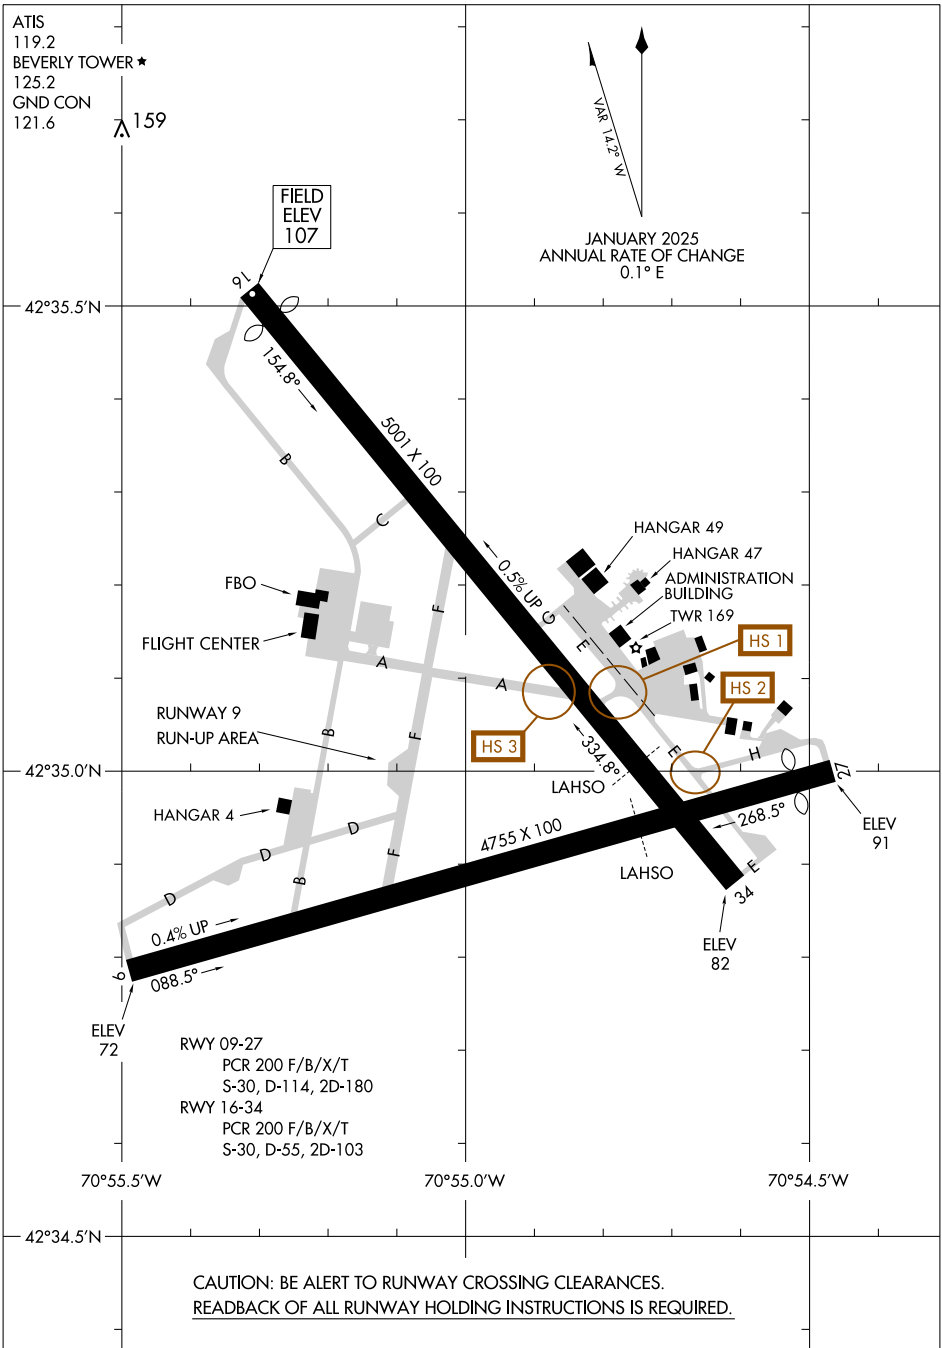 ATIS
119.2
BEVERLY TOWER ★
125.2
GND CON
121.6
159
FIELD
ELEV
107
VAR 14.2° W
JANUARY 2025
ANNUAL RATE OF CHANGE
0.1° E
16
42°35.5'N
154.8°
5001 X 100
B
C
HANGAR 49
HANGAR 47
ADMINISTRATION
BUILDING
TWR 169
0.5% UP
G
E
FBO
F
FLIGHT CENTER
HS 1
A
A
HS 2
RUNWAY 9
RUN-UP AREA
B
F
HS 3
334.8°
E
H
42°35.0'N
27
LAHSO
HANGAR 4
268.5°
ELEV
91
4755 X 100
D
D
F
LAHSO
E
B
34
D
0.4% UP
ELEV
82
9
088.5°
ELEV
72
RWY 09-27
PCR 200 F/B/X/T
S-30, D-114, 2D-180
RWY 16-34
PCR 200 F/B/X/T
S-30, D-55, 2D-103
70°55.5'W
70°55.0'W
70°54.5'W
42°34.5'N
CAUTION: BE ALERT TO RUNWAY CROSSING CLEARANCES.
READBACK OF ALL RUNWAY HOLDING INSTRUCTIONS IS REQUIRED.